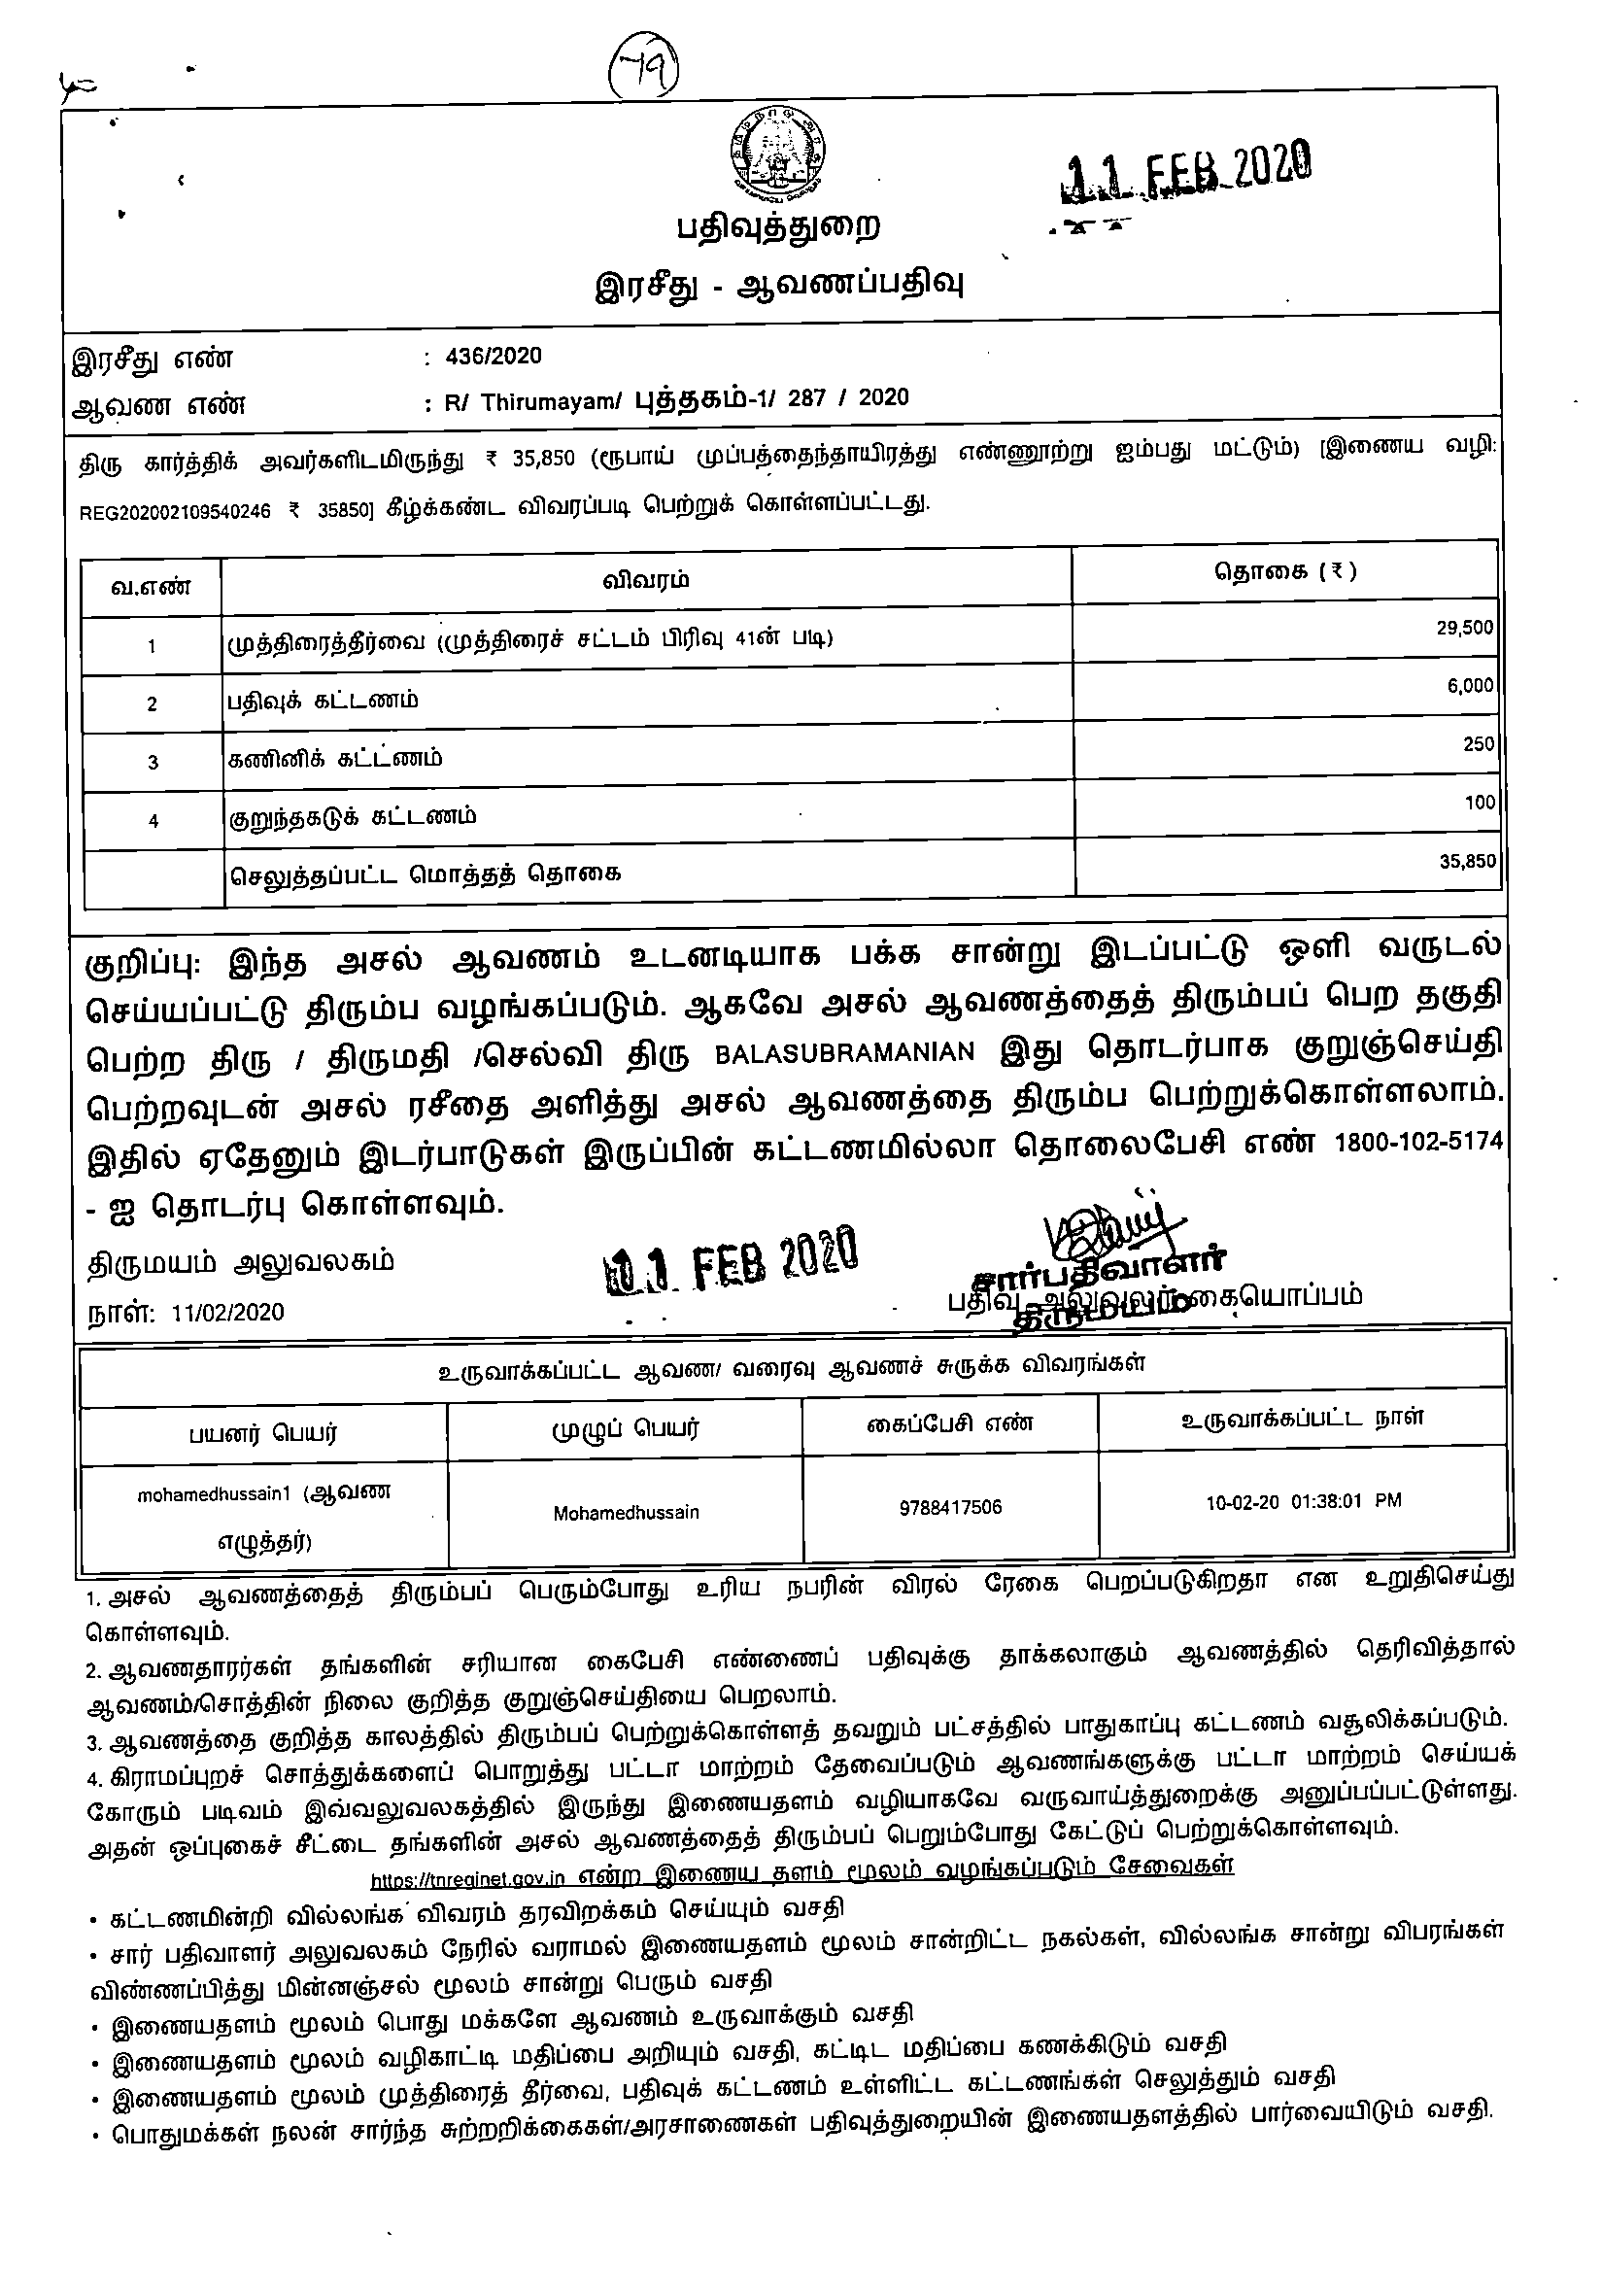 79
11 FEB 2020
பதிவுத்துறை
இரசீது - ஆவணப்பதிவு
இரசீது எண் : 436/2020
ஆவண எண் : R/ Thirumayam/ புத்தகம்-1/ 287 / 2020
திரு கார்த்திக் அவர்களிடமிருந்து ₹ 35,850 (ரூபாய் முப்பத்தைந்தாயிரத்து எண்ணூற்று ஐம்பது மட்டும்) [இணைய வழி:
REG202002109540246 ₹ 35850] கீழ்க்கண்ட விவரப்படி பெற்றுக் கொள்ளப்பட்டது.
வ.எண் விவரம் தொகை (₹)
1 முத்திரைத்தீர்வை (முத்திரைச் சட்டம் பிரிவு 41ன் படி) 29,500
2 பதிவுக் கட்டணம் 6,000
3 கணினிக் கட்டணம் 250
4 குறுந்தகடுக் கட்டணம் 100
செலுத்தப்பட்ட மொத்தத் தொகை 35,850
குறிப்பு: இந்த அசல் ஆவணம் உடனடியாக பக்க சான்று இடப்பட்டு ஒளி வருடல்
செய்யப்பட்டு திரும்ப வழங்கப்படும். ஆகவே அசல் ஆவணத்தைத் திரும்பப் பெற தகுதி
பெற்ற திரு / திருமதி /செல்வி திரு BALASUBRAMANIAN இது தொடர்பாக குறுஞ்செய்தி
பெற்றவுடன் அசல் ரசீதை அளித்து அசல் ஆவணத்தை திரும்ப பெற்றுக்கொள்ளலாம்.
இதில் ஏதேனும் இடர்பாடுகள் இருப்பின் கட்டணமில்லா தொலைபேசி எண் 1800-102-5174
- ஐ தொடர்பு கொள்ளவும்.
திருமயம் அலுவலகம்
11 FEB 2020
சார்பதிவாளர்
நாள்: 11/02/2020
பதிவு அலுவலர் கையொப்பம்
திருமயம்
உருவாக்கப்பட்ட ஆவண/ வரைவு ஆவணச் சுருக்க விவரங்கள்
பயனர் பெயர் முழுப் பெயர் கைப்பேசி எண் உருவாக்கப்பட்ட நாள்
mohamedhussain1 (ஆவண
எழுத்தர்) Mohamedhussain 9788417506 10-02-20 01:38:01 PM
1. அசல் ஆவணத்தைத் திரும்பப் பெரும்போது உரிய நபரின் விரல் ரேகை பெறப்படுகிறதா என உறுதிசெய்து
கொள்ளவும்.
2. ஆவணதாரர்கள் தங்களின் சரியான கைபேசி எண்ணைப் பதிவுக்கு தாக்கலாகும் ஆவணத்தில் தெரிவித்தால்
ஆவணம்/சொத்தின் நிலை குறித்த குறுஞ்செய்தியை பெறலாம்.
3. ஆவணத்தை குறித்த காலத்தில் திரும்பப் பெற்றுக்கொள்ளத் தவறும் பட்சத்தில் பாதுகாப்பு கட்டணம் வசூலிக்கப்படும்.
4. கிராமப்புறச் சொத்துக்களைப் பொறுத்து பட்டா மாற்றம் தேவைப்படும் ஆவணங்களுக்கு பட்டா மாற்றம் செய்யக்
கோரும் படிவம் இவ்வலுவலகத்தில் இருந்து இணையதளம் வழியாகவே வருவாய்த்துறைக்கு அனுப்பப்பட்டுள்ளது.
அதன் ஒப்புகைச் சீட்டை தங்களின் அசல் ஆவணத்தைத் திரும்பப் பெறும்போது கேட்டுப் பெற்றுக்கொள்ளவும்.
https://tnreginet.gov.in என்ற இணைய தளம் மூலம் வழங்கப்படும் சேவைகள்
• கட்டணமின்றி வில்லங்க விவரம் தரவிறக்கம் செய்யும் வசதி
• சார் பதிவாளர் அலுவலகம் நேரில் வராமல் இணையதளம் மூலம் சான்றிட்ட நகல்கள், வில்லங்க சான்று விபரங்கள்
விண்ணப்பித்து மின்னஞ்சல் மூலம் சான்று பெரும் வசதி
• இணையதளம் மூலம் பொது மக்களே ஆவணம் உருவாக்கும் வசதி
• இணையதளம் மூலம் வழிகாட்டி மதிப்பை அறியும் வசதி, கட்டிட மதிப்பை கணக்கிடும் வசதி
• இணையதளம் மூலம் முத்திரைத் தீர்வை, பதிவுக் கட்டணம் உள்ளிட்ட கட்டணங்கள் செலுத்தும் வசதி
• பொதுமக்கள் நலன் சார்ந்த சுற்றறிக்கைகள்/அரசாணைகள் பதிவுத்துறையின் இணையதளத்தில் பார்வையிடும் வசதி.